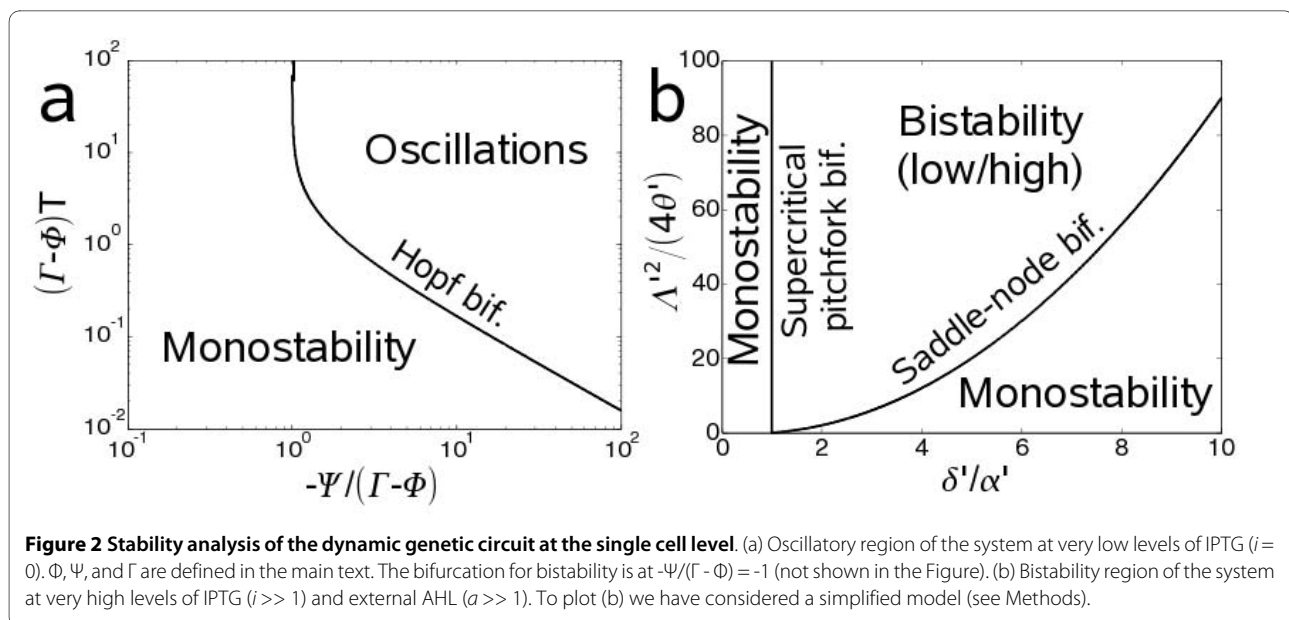 a
10^2
10^1
10^0
10^-1
10^-2
(Γ-Φ)T
Oscillations
Hopf bif.
Monostability
10^-1
10^0
10^1
10^2
-Ψ/(Γ-Φ)
b
100
80
60
40
20
0
Λ'^2/(4θ')
Monostability
Supercritical
pitchfork bif.
Bistability
(low/high)
Saddle-node bif.
Monostability
0
2
4
6
8
10
δ'/α'
Figure 2 Stability analysis of the dynamic genetic circuit at the single cell level. (a) Oscillatory region of the system at very low levels of IPTG (i =
0). Φ, Ψ, and Γ are defined in the main text. The bifurcation for bistability is at -Ψ/(Γ - Φ) = -1 (not shown in the Figure). (b) Bistability region of the system
at very high levels of IPTG (i >> 1) and external AHL (a >> 1). To plot (b) we have considered a simplified model (see Methods).